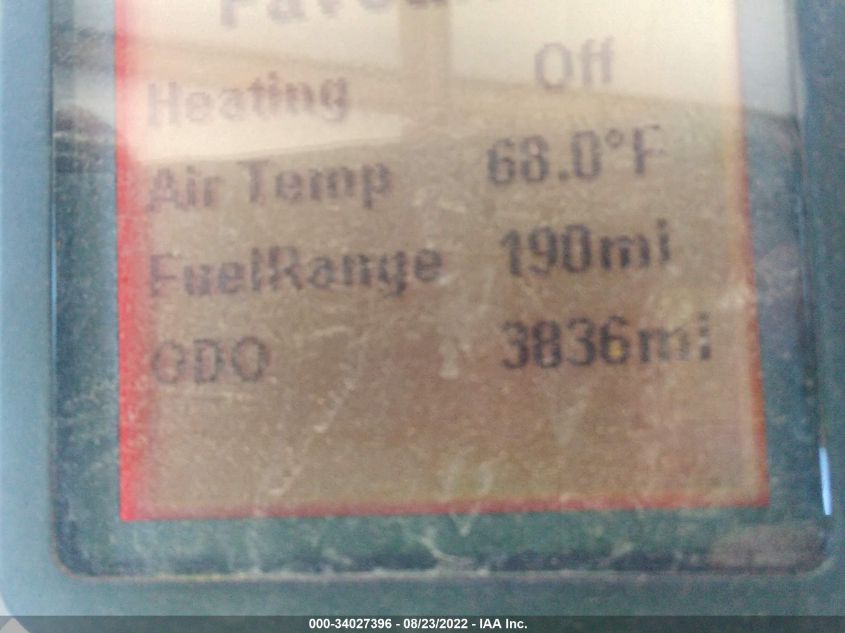 Heating Off
Air Temp 68.0°F
FuelRange 190mi
ODO 3836mi
000-34027396 - 08/23/2022 - IAA Inc.